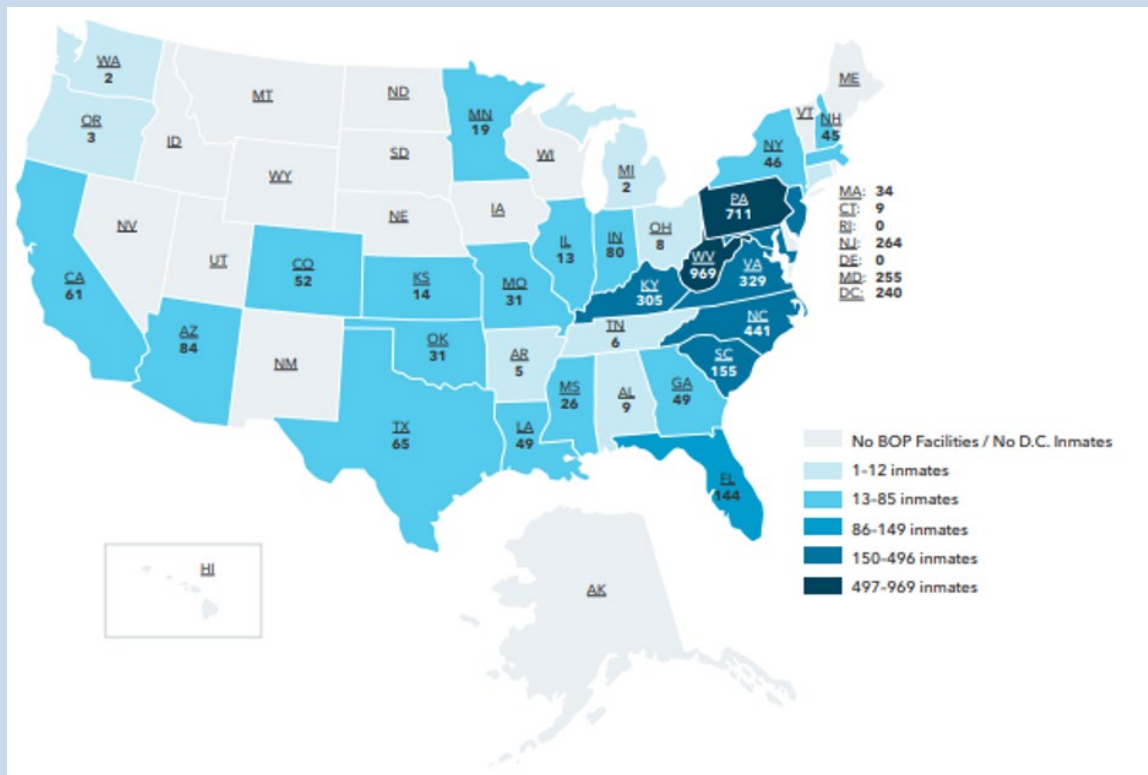 WA
2
OR
3
CA
61
NV
ID
MT
WY
UT
AZ
84
CO
52
NM
ND
SD
NE
KS
14
OK
31
TX
65
MN
19
IA
MO
31
AR
5
LA
49
WI
IL
13
MS
26
MI
2
IN
80
KY
305
TN
6
AL
9
OH
8
WV
969
GA
49
FL
144
SC
155
NC
441
VA
329
PA
711
NY
46
VT
NH
45
ME
MA: 34
CT: 9
RI: 0
NJ: 264
DE: 0
MD: 255
DC: 240
HI
AK
No BOP Facilities / No D.C. Inmates
1-12 inmates
13-85 inmates
86-149 inmates
150-496 inmates
497-969 inmates